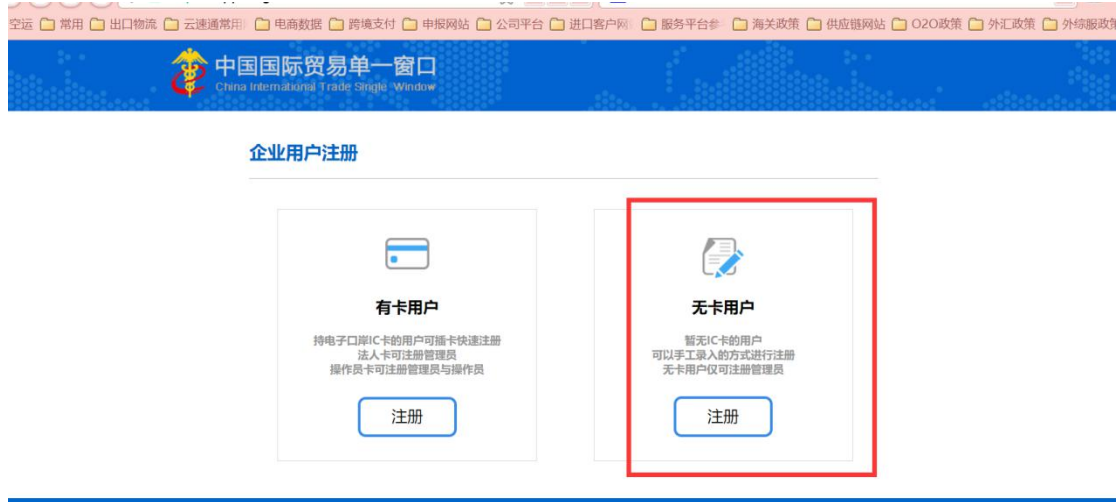 空运 常用 出口物流 云速通常用 电商数据 跨境支付 申报网站 公司平台 进口客户网 服务平台参 海关政策 供应链网站 O2O政策 外汇政策 外综服政策
中国国际贸易单一窗口
China International Trade Single Window
企业用户注册
有卡用户
持电子口岸IC卡的用户可插卡快速注册
法人卡可注册管理员
操作员卡可注册管理员与操作员
注册
无卡用户
暂无IC卡的用户
可以手工录入的方式进行注册
无卡用户仅可注册管理员
注册